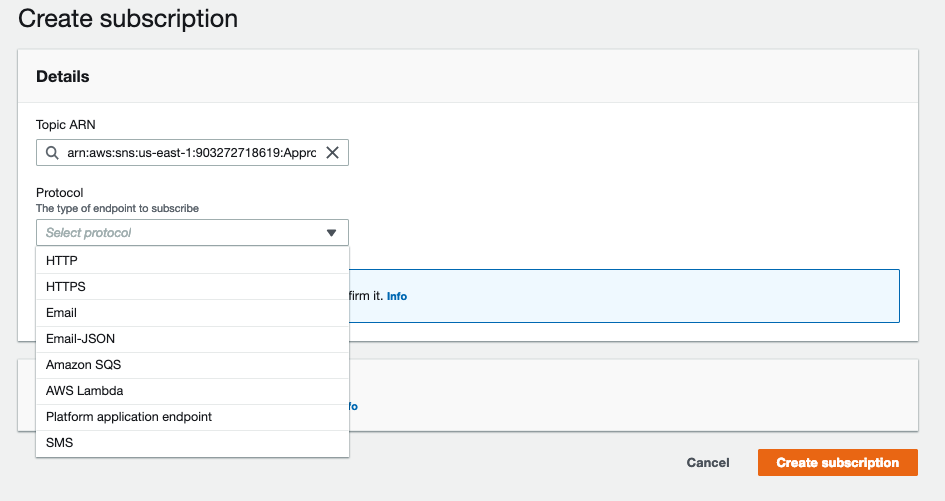 Create subscription
Details
Topic ARN
arn:aws:sns:us-east-1:903272718619:Appro
Protocol
The type of endpoint to subscribe
Select protocol
HTTP
HTTPS
firm it. Info
Email
Email-JSON
Amazon SQS
AWS Lambda
fo
Platform application endpoint
SMS
Cancel
Create subscription